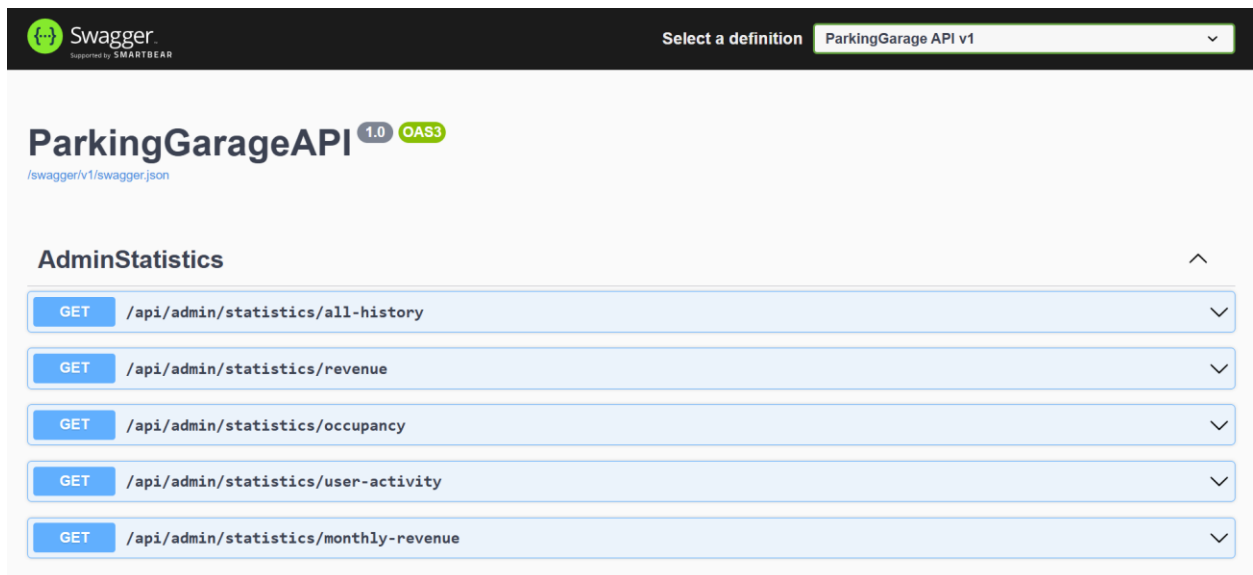 Swagger
Supported by SMARTBEAR
Select a definition
ParkingGarage API v1
ParkingGarageAPI 1.0 OAS3
/swagger/v1/swagger.json
AdminStatistics
GET /api/admin/statistics/all-history
GET /api/admin/statistics/revenue
GET /api/admin/statistics/occupancy
GET /api/admin/statistics/user-activity
GET /api/admin/statistics/monthly-revenue